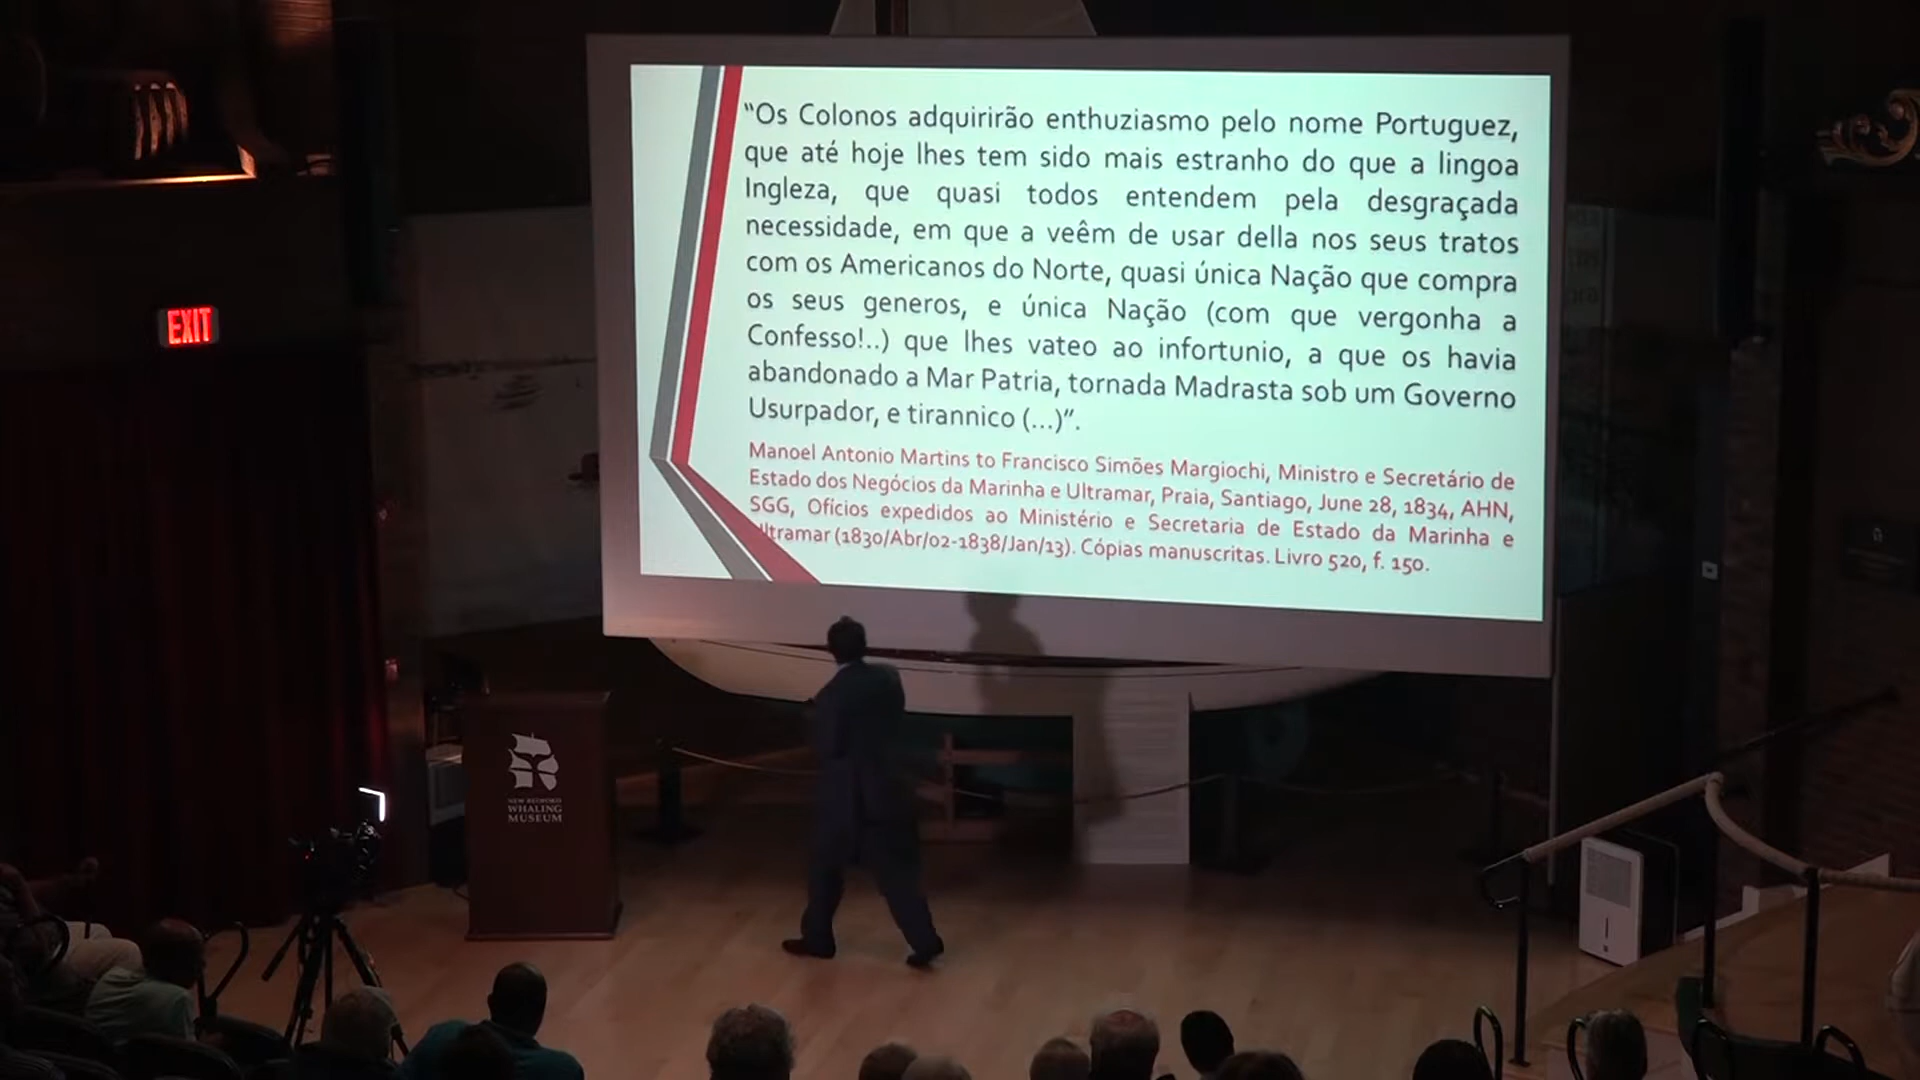 “Os Colonos adquirirão enthuziasmo pelo nome Portuguez,
que até hoje lhes tem sido mais estranho do que a lingoa
Ingleza, que quasi todos entendem pela desgraçada
necessidade, em que a veêm de usar della nos seus tratos
com os Americanos do Norte, quasi única Nação que compra
os seus generos, e única Nação (com que vergonha a
Confesso!..) que lhes vateo ao infortunio, a que os havia
abandonado a Mar Patria, tornada Madrasta sob um Governo
Usurpador, e tirannico (...)”.
Manoel Antonio Martins to Francisco Simões Margiochi, Ministro e Secretário de
Estado dos Negócios da Marinha e Ultramar, Praia, Santiago, June 28, 1834, AHN,
SGG, Ofícios expedidos ao Ministério e Secretaria de Estado da Marinha e
Ultramar (1830/Abr/02-1838/Jan/13). Cópias manuscritas. Livro 520, f. 150.
EXIT
NEW BEDFORD
WHALING
MUSEUM